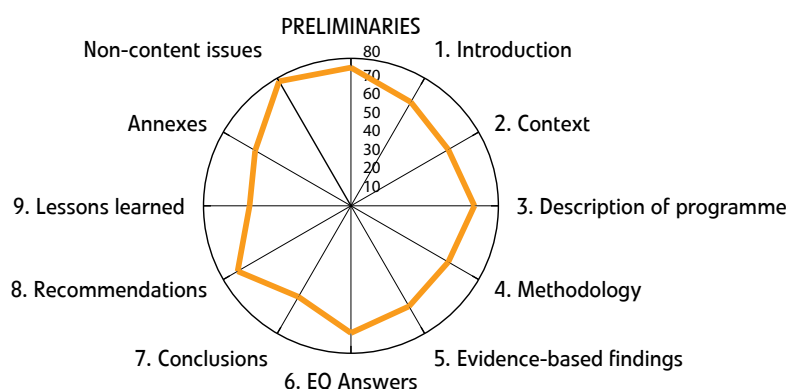 PRELIMINARIES
Non-content issues
1. Introduction
Annexes
2. Context
9. Lessons learned
3. Description of programme
8. Recommendations
4. Methodology
7. Conclusions
5. Evidence-based findings
6. EQ Answers
80
70
60
50
40
30
20
10